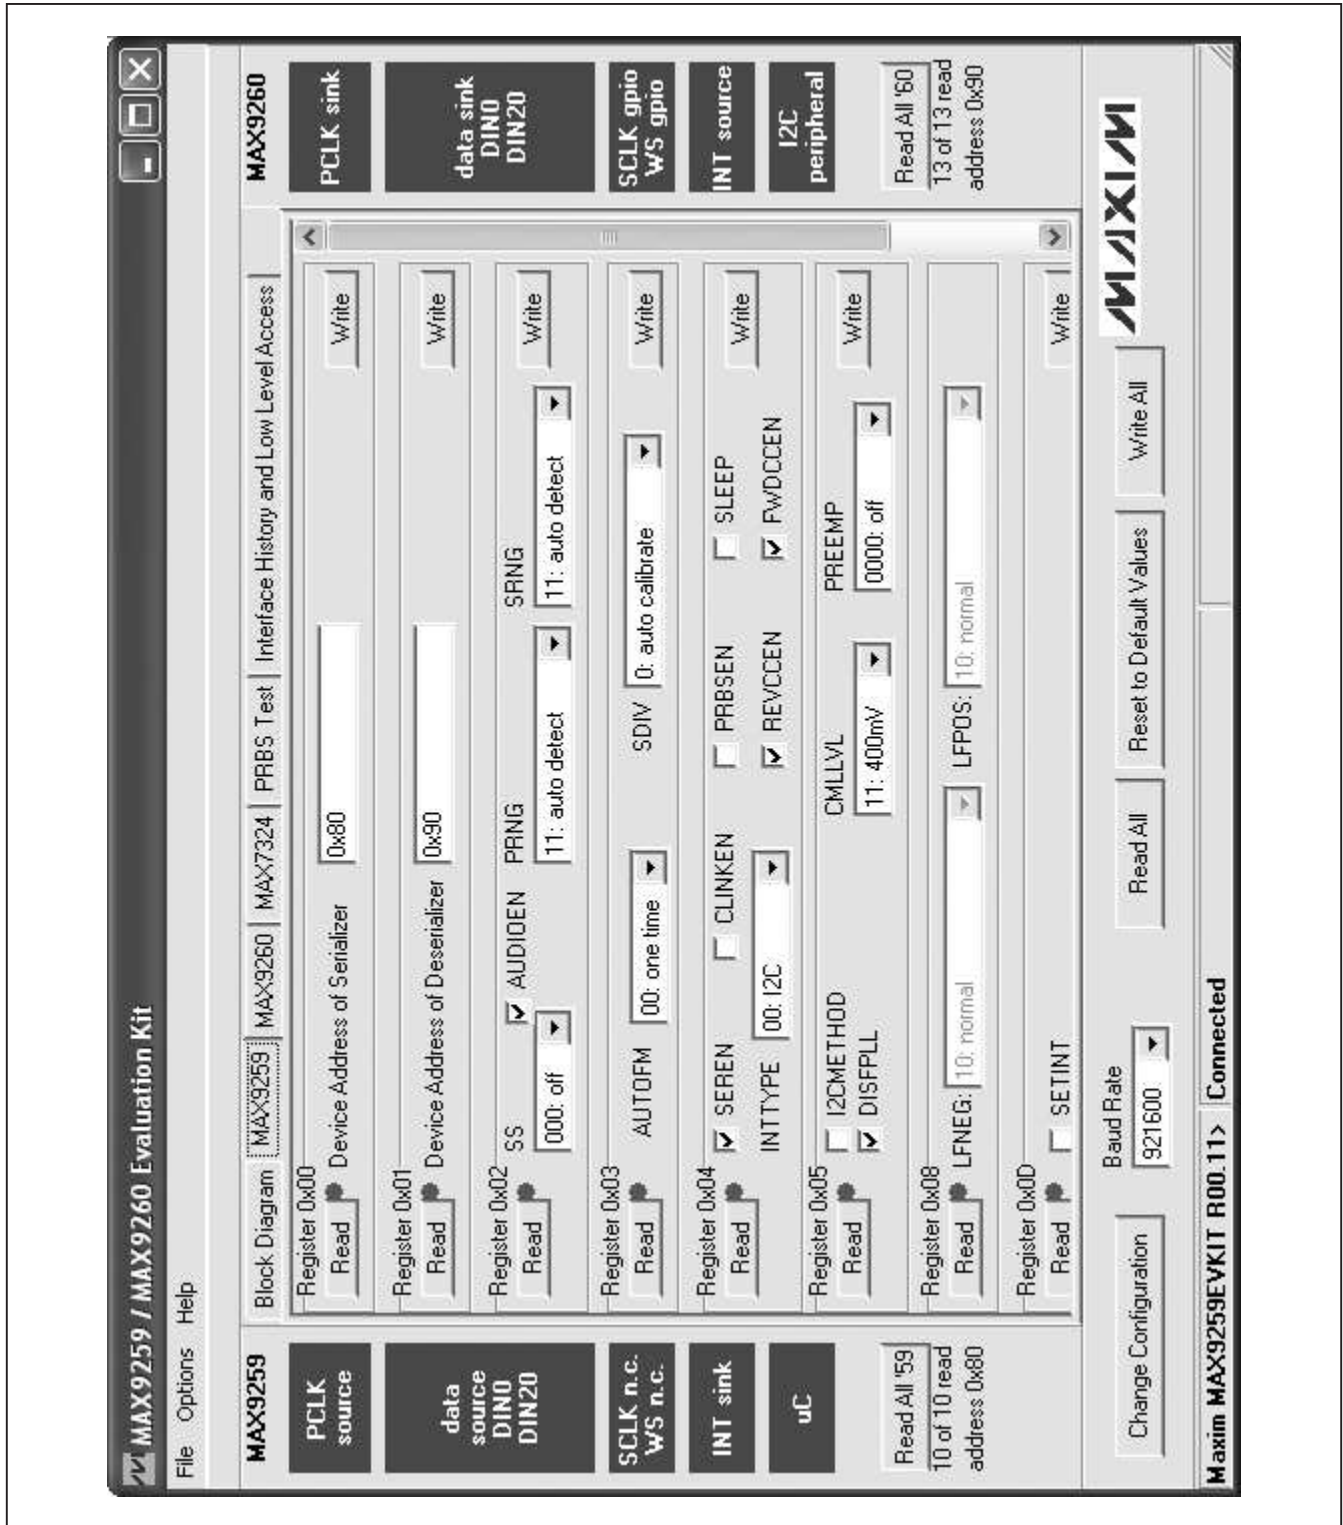 MAX9259 / MAX9260 Evaluation Kit
File Options Help
MAX9259
PCLK
source
data
source
DIN0
DIN20
SCLK n.c.
WS n.c.
INT sink
uC
Read All '59
10 of 10 read
address 0x80
Block Diagram MAX9259 MAX9260 MAX7324 PRBS Test Interface History and Low Level Access
Register 0x00
Read Device Address of Serializer 0x80 Write
Register 0x01
Read Device Address of Deserializer 0x90 Write
Register 0x02
SS AUDIOEN PRNG SRNG
Read 000: off 11: auto detect 11: auto detect Write
Register 0x03
Read AUTOFM 00: one time SDIV 0: auto calibrate Write
Register 0x04
SEREN CLINKEN PRBSEN SLEEP
Read INTTYPE 00: I2C REVCCEN FWDCCEN Write
Register 0x05
I2CMETHOD CMLLVL PREEMP
Read DISFPLL 11: 400mV 0000: off Write
Register 0x08
Read LFNEG: 10: normal LFPOS: 10: normal
Register 0x0D
Read SETINT Write
MAX9260
PCLK sink
data sink
DIN0
DIN20
SCLK gpio
WS gpio
INT source
I2C
peripheral
Read All '60
13 of 13 read
address 0x90
Change Configuration
Baud Rate
921600
Read All
Reset to Default Values
Write All
MAXIM
Maxim MAX9259EVKIT R00.11> Connected